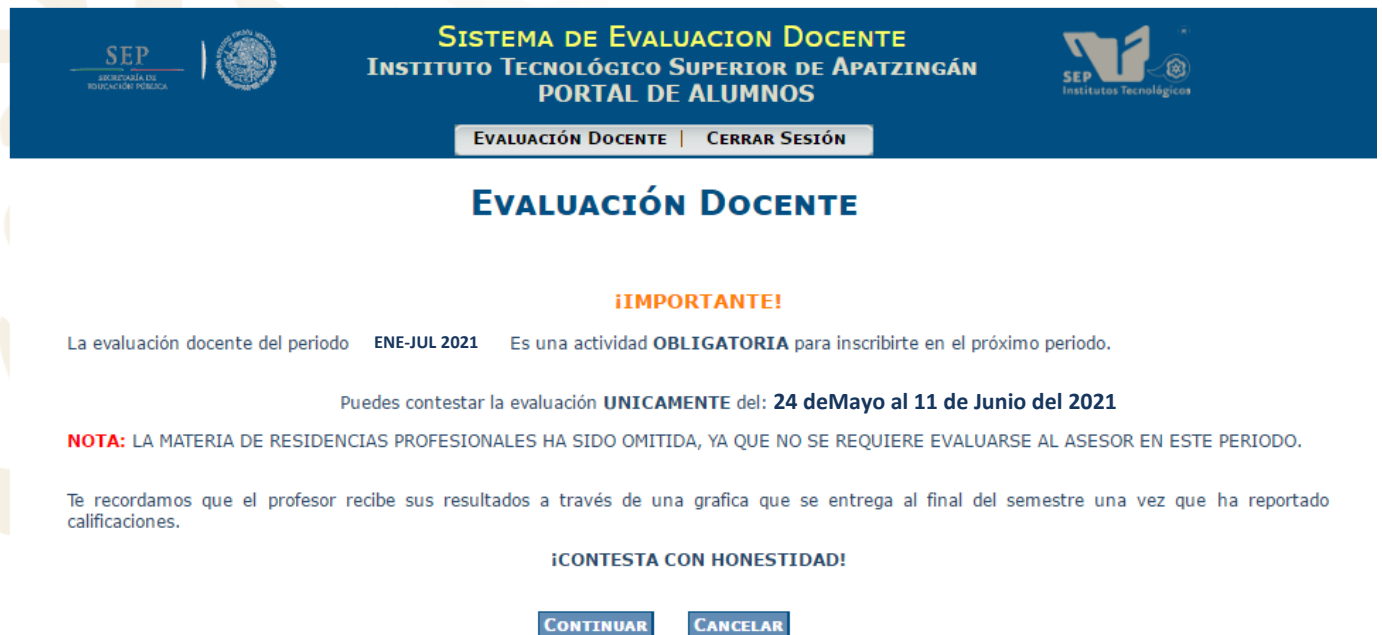 SEP
SECRETARÍA DE
EDUCACIÓN PÚBLICA
SISTEMA DE EVALUACION DOCENTE
INSTITUTO TECNOLÓGICO SUPERIOR DE APATZINGÁN
PORTAL DE ALUMNOS
SEP
Institutos Tecnológicos
EVALUACIÓN DOCENTE | CERRAR SESIÓN
EVALUACIÓN DOCENTE
¡IMPORTANTE!
La evaluación docente del periodo ENE-JUL 2021 Es una actividad OBLIGATORIA para inscribirte en el próximo periodo.
Puedes contestar la evaluación UNICAMENTE del: 24 deMayo al 11 de Junio del 2021
NOTA: LA MATERIA DE RESIDENCIAS PROFESIONALES HA SIDO OMITIDA, YA QUE NO SE REQUIERE EVALUARSE AL ASESOR EN ESTE PERIODO.
Te recordamos que el profesor recibe sus resultados a través de una grafica que se entrega al final del semestre una vez que ha reportado
calificaciones.
¡CONTESTA CON HONESTIDAD!
CONTINUAR CANCELAR